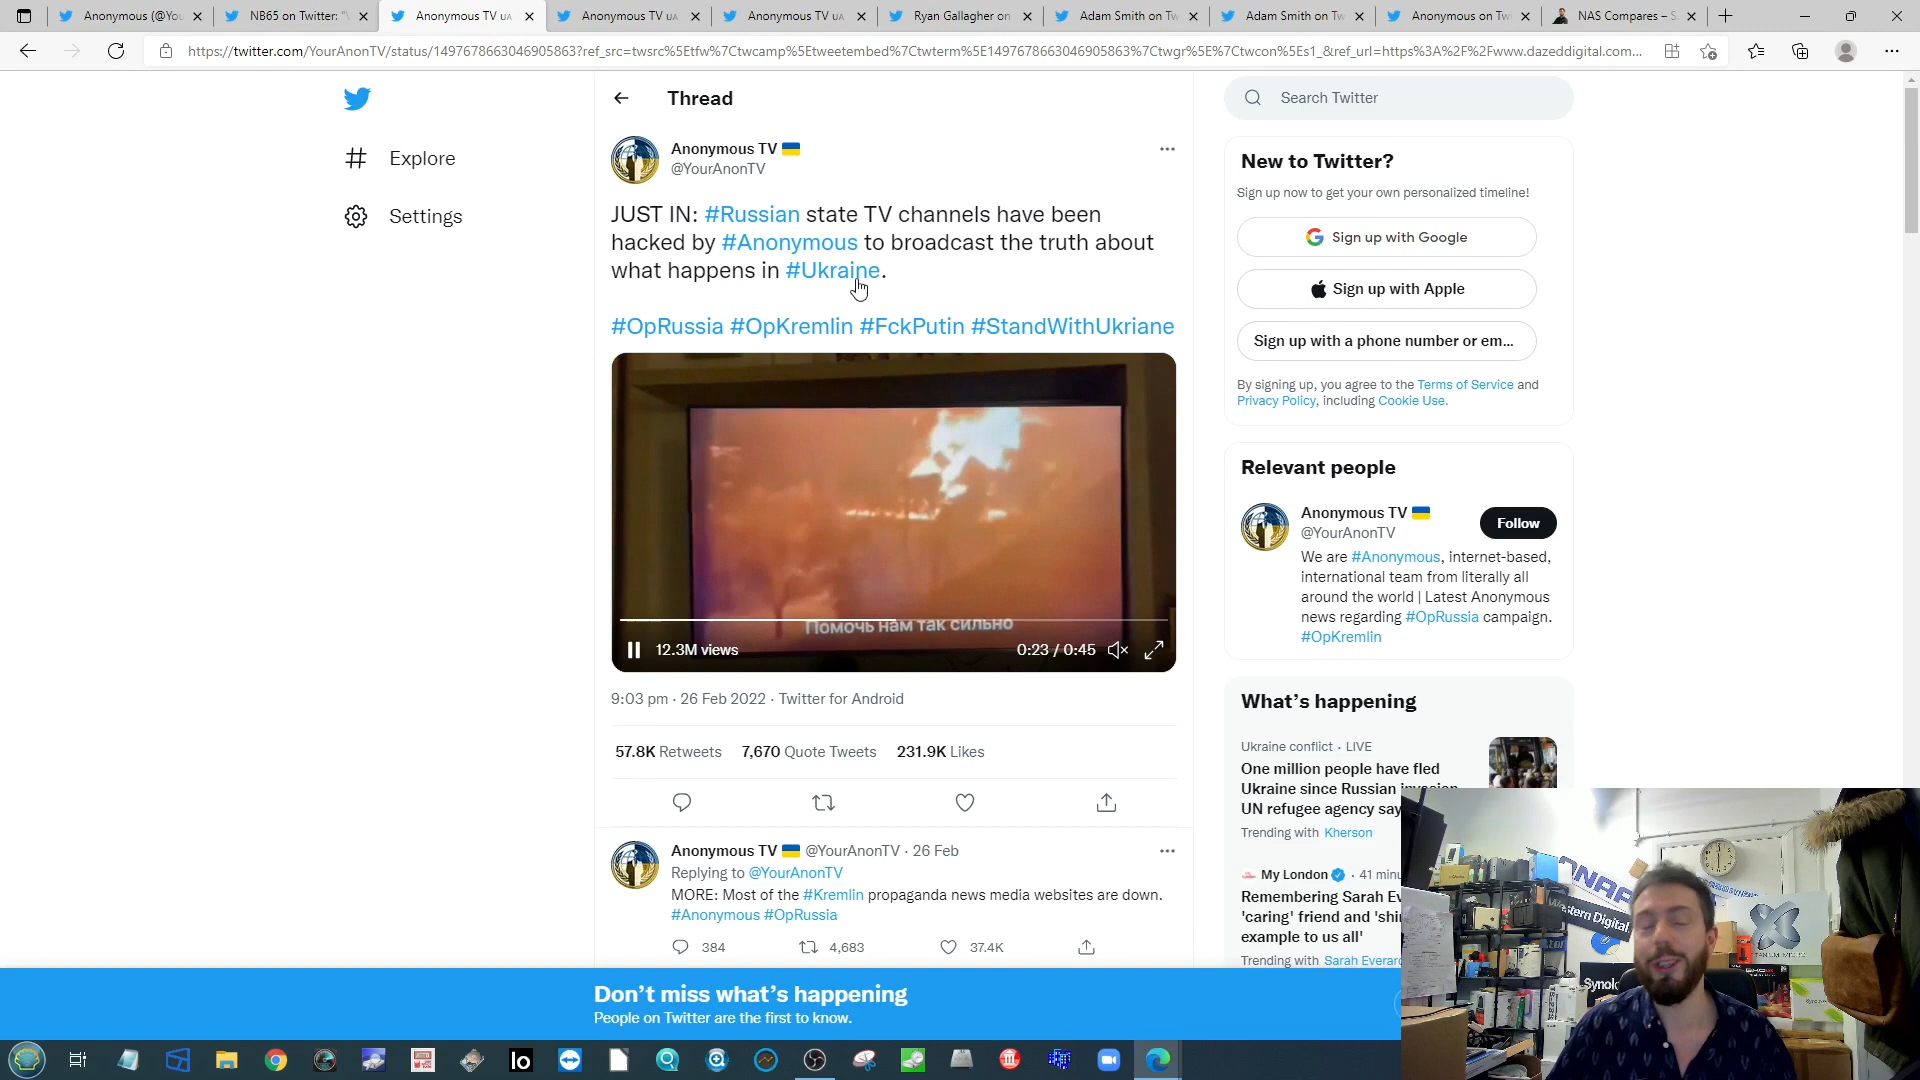 Anonymous (@You
NB65 on Twitter: "
Anonymous TV UA
Anonymous TV UA
Anonymous TV UA
Ryan Gallagher on
Adam Smith on Tw
Adam Smith on Tw
Anonymous on Tw
NAS Compares – S
https://twitter.com/YourAnonTV/status/1497678663046905863?ref_src=twsrc%5Etfw%7Ctwcamp%5Etweetembed%7Ctwterm%5E1497678663046905863%7Ctwgr%5E%7Ctwcon%5Es1_&ref_url=https%3A%2F%2Fwww.dazeddigital.com...
Explore
Settings
Thread
Anonymous TV
@YourAnonTV
JUST IN: #Russian state TV channels have been
hacked by #Anonymous to broadcast the truth about
what happens in #Ukraine.
#OpRussia #OpKremlin #FckPutin #StandWithUkriane
Помочь нам так сильно
12.3M views
0:23 / 0:45
9:03 pm · 26 Feb 2022 · Twitter for Android
57.8K Retweets 7,670 Quote Tweets 231.9K Likes
Anonymous TV @YourAnonTV · 26 Feb
Replying to @YourAnonTV
MORE: Most of the #Kremlin propaganda news media websites are down.
#Anonymous #OpRussia
384 4,683 37.4K
Search Twitter
New to Twitter?
Sign up now to get your own personalized timeline!
Sign up with Google
Sign up with Apple
Sign up with a phone number or em...
By signing up, you agree to the Terms of Service and
Privacy Policy, including Cookie Use.
Relevant people
Anonymous TV
@YourAnonTV
Follow
We are #Anonymous, internet-based,
international team from literally all
around the world | Latest Anonymous
news regarding #OpRussia campaign.
#OpKremlin
What's happening
Ukraine conflict · LIVE
One million people have fled
Ukraine since Russian invasion
UN refugee agency say
Trending with Kherson
My London · 41 minu
Remembering Sarah Ev
'caring' friend and 'shi
example to us all'
Trending with Sarah Everard
Don't miss what's happening
People on Twitter are the first to know.
QNAP
Western Digital
Synolo
lo